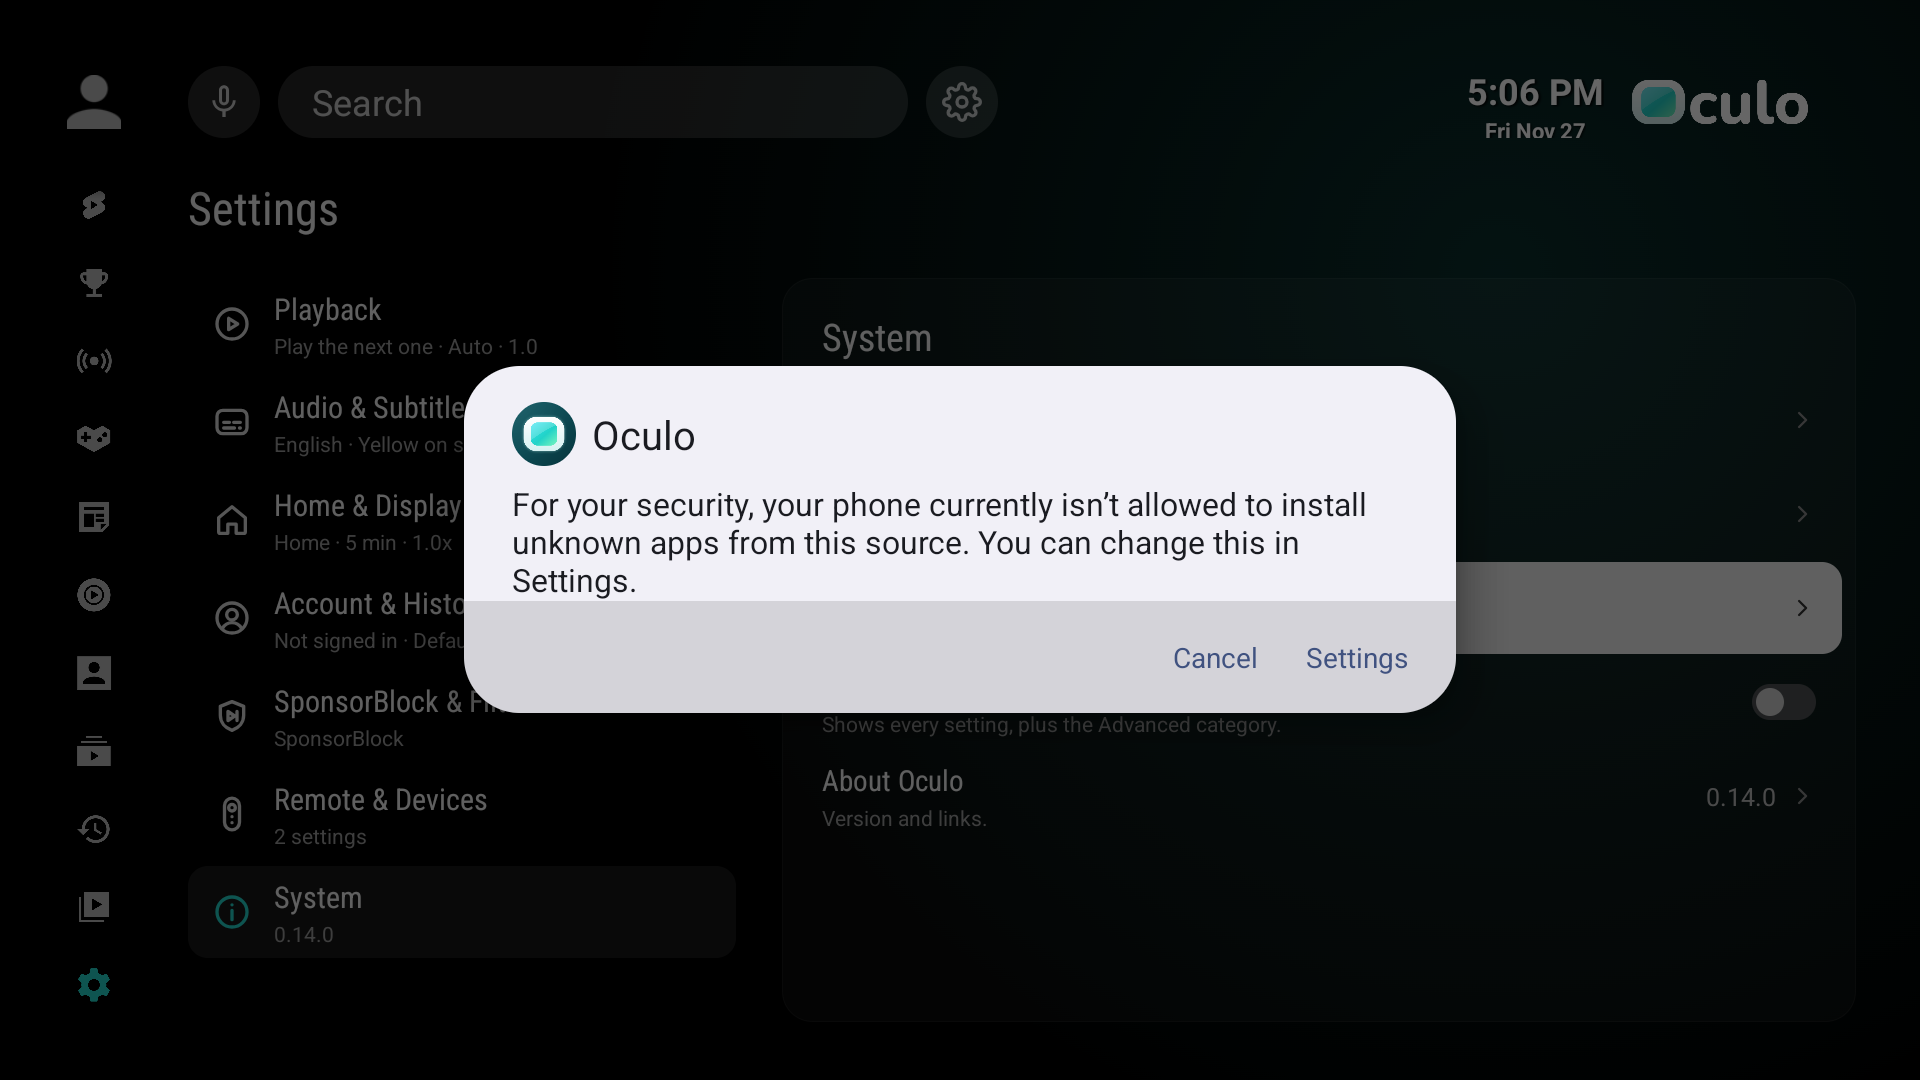 Search
5:06 PM
Fri Nov 27
Oculo
Settings
Playback
Play the next one · Auto · 1.0
Audio & Subtitle
English · Yellow on s
Home & Display
Home · 5 min · 1.0x
Account & Histo
Not signed in · Defau
SponsorBlock &
SponsorBlock
Remote & Devices
2 settings
System
0.14.0
System
Oculo
For your security, your phone currently isn’t allowed to install
unknown apps from this source. You can change this in
Settings.
Cancel
Settings
Shows every setting, plus the Advanced category.
About Oculo
0.14.0
Version and links.